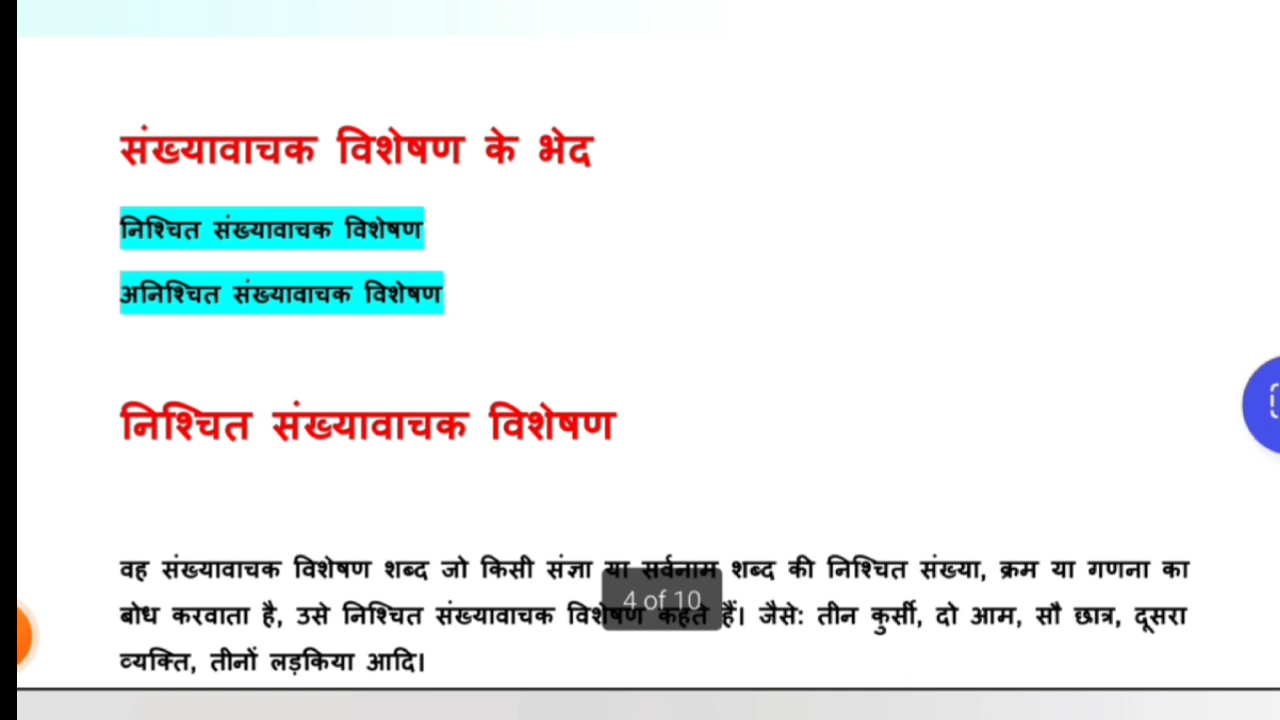 संख्यावाचक विशेषण के भेद
निश्चित संख्यावाचक विशेषण
अनिश्चित संख्यावाचक विशेषण
निश्चित संख्यावाचक विशेषण
वह संख्यावाचक विशेषण शब्द जो किसी संज्ञा या सर्वनाम शब्द की निश्चित संख्या, क्रम या गणना का
बोध करवाता है, उसे निश्चित संख्यावाचक विशेषण कहते हैं। जैसे: तीन कुर्सी, दो आम, सौ छात्र, दूसरा
4 of 10
व्यक्ति, तीनों लड़किया आदि।